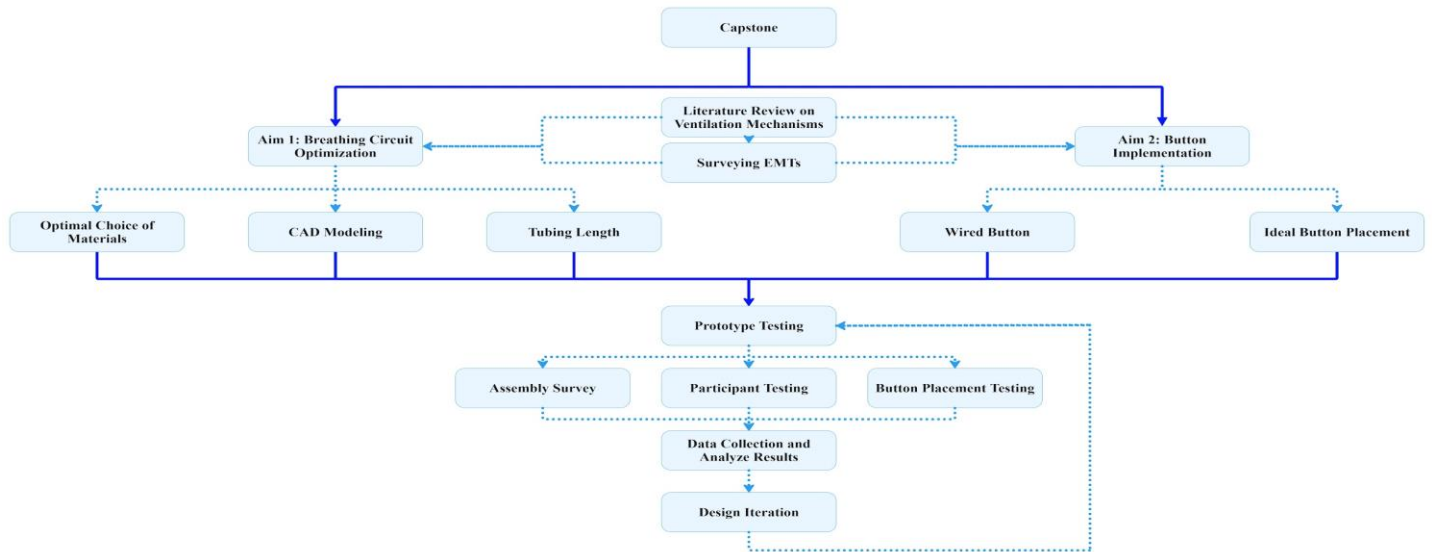 Capstone
Literature Review on
Ventilation Mechanisms
Aim 1: Breathing Circuit
Optimization
Surveying EMTs
Aim 2: Button
Implementation
Optimal Choice of
Materials
CAD Modeling
Tubing Length
Wired Button
Ideal Button Placement
Prototype Testing
Assembly Survey
Participant Testing
Button Placement Testing
Data Collection and
Analyze Results
Design Iteration